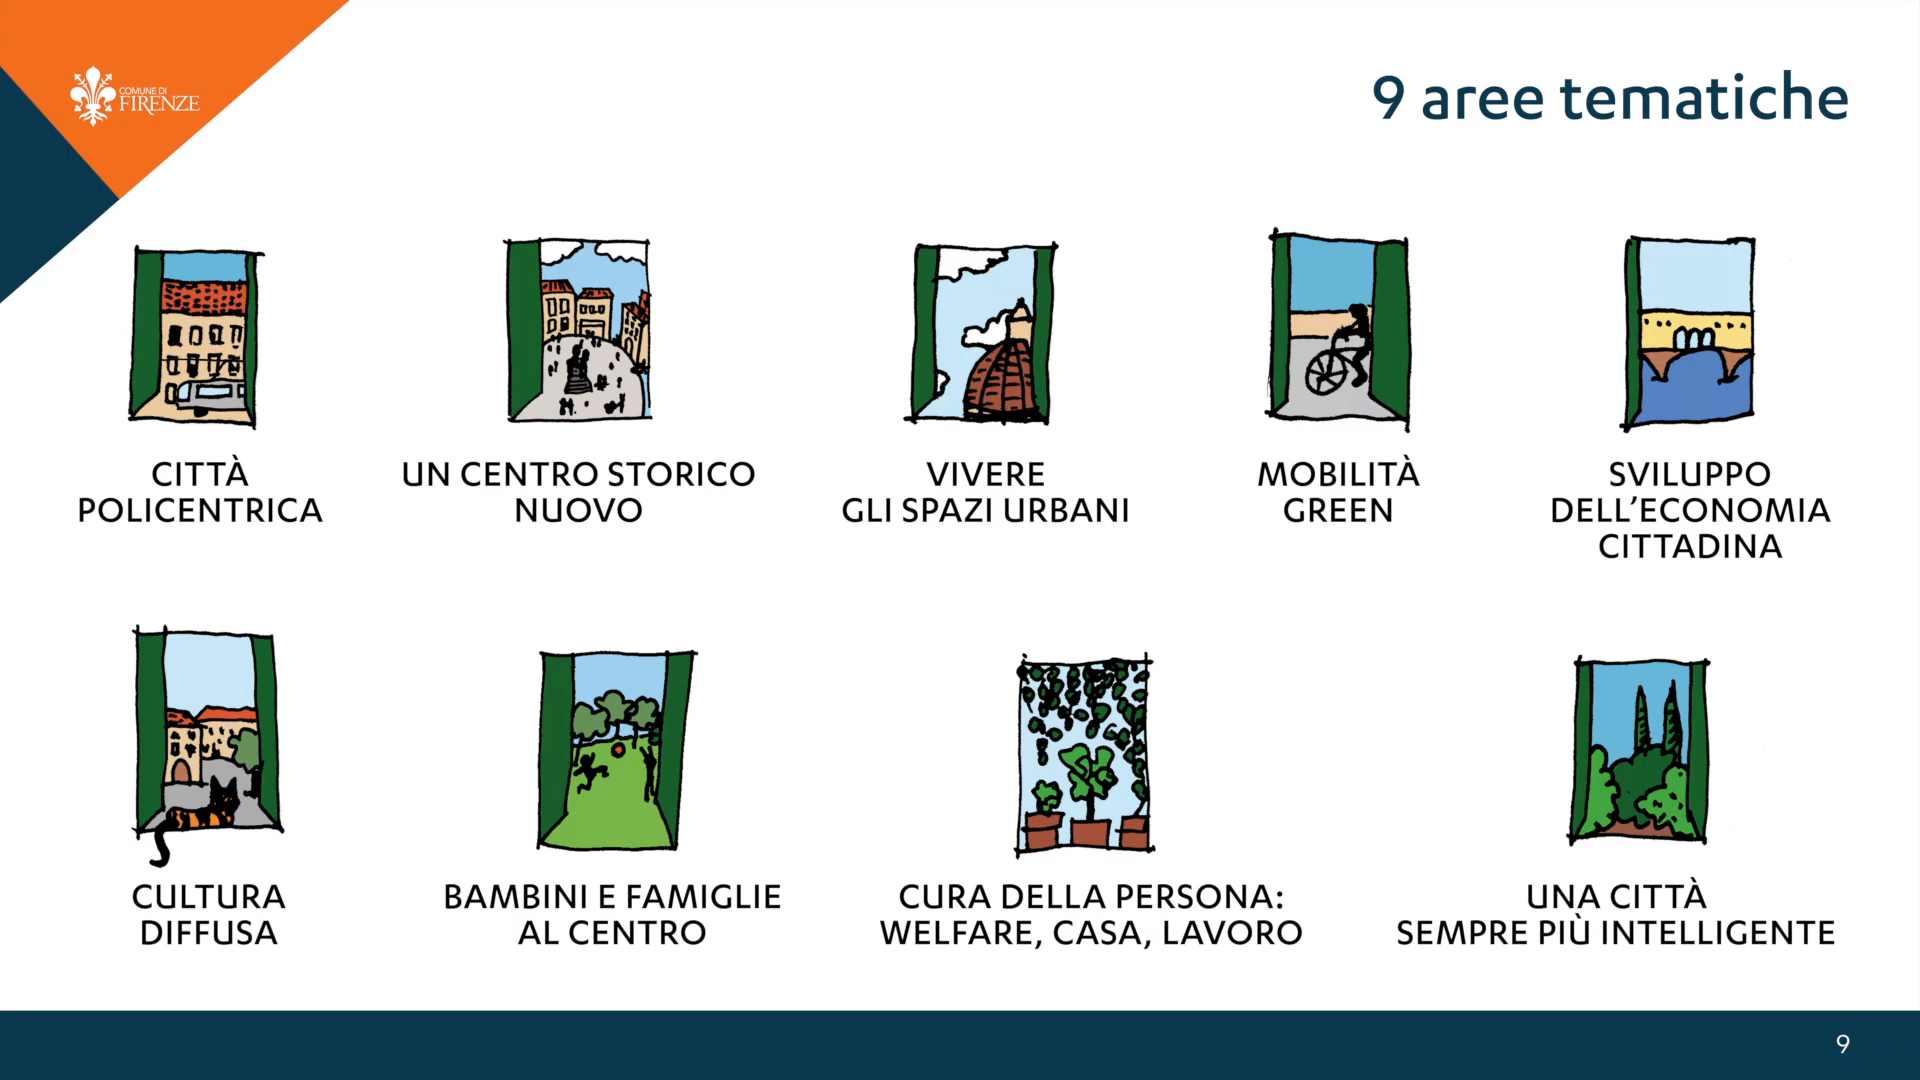 COMUNE DI
FIRENZE
9 aree tematiche
CITTÀ
POLICENTRICA
UN CENTRO STORICO
NUOVO
VIVERE
GLI SPAZI URBANI
MOBILITÀ
GREEN
SVILUPPO
DELL’ECONOMIA
CITTADINA
CULTURA
DIFFUSA
BAMBINI E FAMIGLIE
AL CENTRO
CURA DELLA PERSONA:
WELFARE, CASA, LAVORO
UNA CITTÀ
SEMPRE PIÙ INTELLIGENTE
9